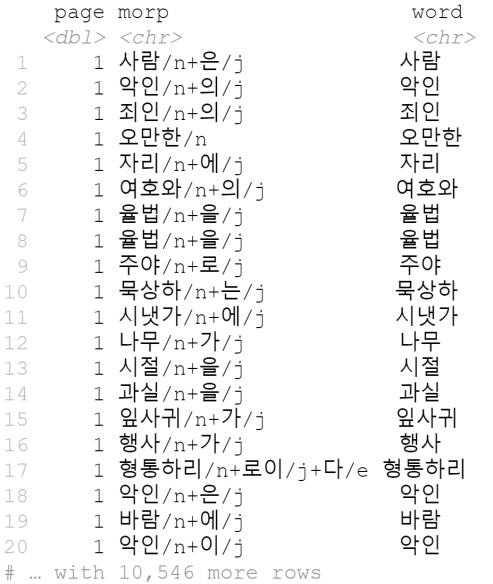 page morp word
<dbl> <chr> <chr>
1 1 사람/n+은/j 사람
2 1 악인/n+의/j 악인
3 1 죄인/n+의/j 죄인
4 1 오만한/n 오만한
5 1 자리/n+에/j 자리
6 1 여호와/n+의/j 여호와
7 1 율법/n+을/j 율법
8 1 율법/n+을/j 율법
9 1 주야/n+로/j 주야
10 1 묵상하/n+는/j 묵상하
11 1 시냇가/n+에/j 시냇가
12 1 나무/n+가/j 나무
13 1 시절/n+을/j 시절
14 1 과실/n+을/j 과실
15 1 잎사귀/n+가/j 잎사귀
16 1 행사/n+가/j 행사
17 1 형통하리/n+로이/j+다/e 형통하리
18 1 악인/n+은/j 악인
19 1 바람/n+에/j 바람
20 1 악인/n+이/j 악인
# … with 10,546 more rows